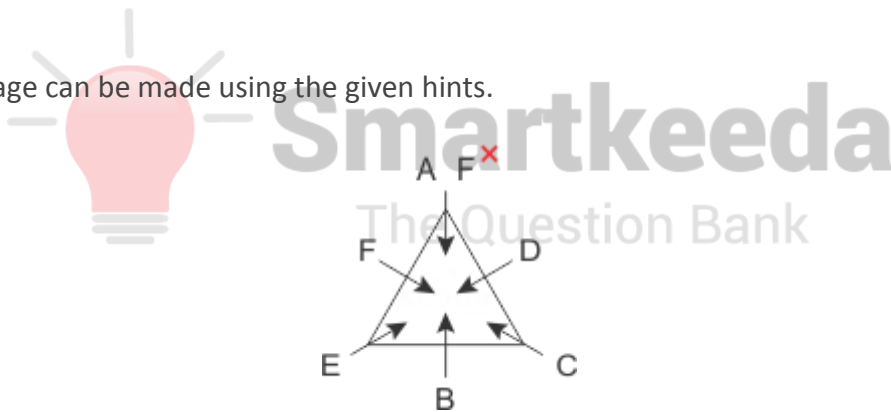 age can be made using the given hints.
Smartkeeda
The Question Bank
A F×
F D
E C
B